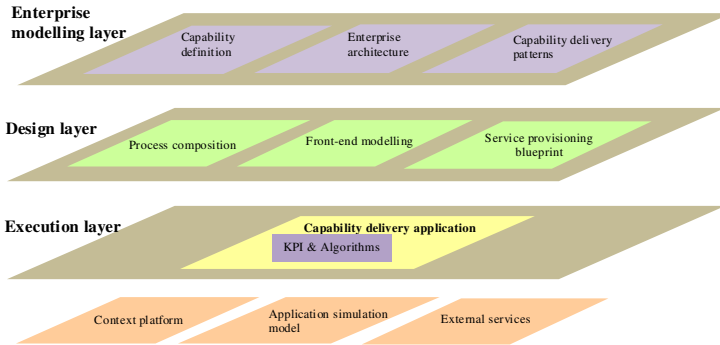 Enterprise
modelling layer
Capability
definition
Enterprise
architecture
Capability delivery
patterns
Design layer
Process composition
Front-end modelling
Service provisioning
blueprint
Execution layer
Capability delivery application
KPI & Algorithms
Context platform
Application simulation
model
External services